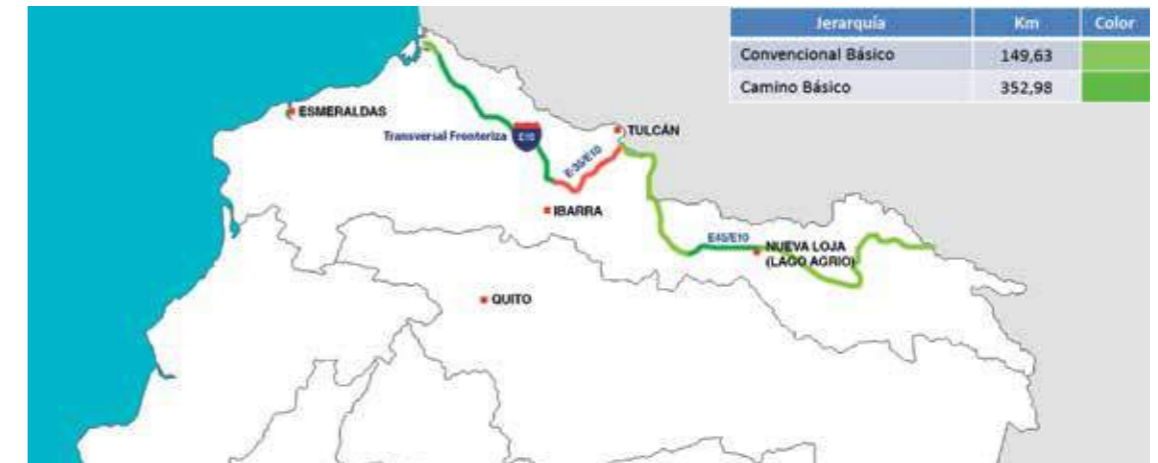 Jerarquía Km Color
Convencional Básico 149,63
Camino Básico 352,98
ESMERALDAS
Transversal Fronteriza
E10
TULCÁN
E-35/E10
IBARRA
E45/E10
NUEVA LOJA
(LAGO AGRIO)
QUITO